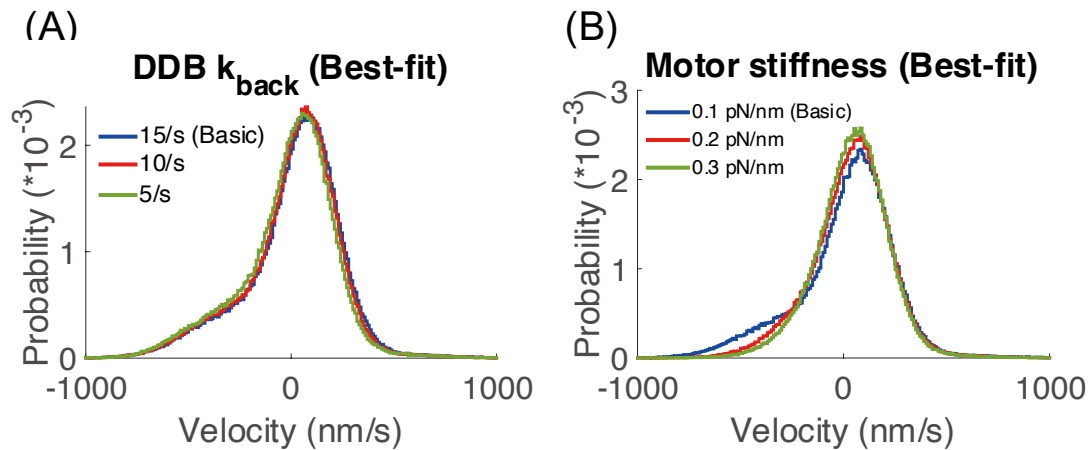 (A)
DDB k_back (Best-fit)
Probability (*10^-3)
2
1
0
15/s (Basic)
10/s
5/s
-1000
0
1000
Velocity (nm/s)
(B)
Motor stiffness (Best-fit)
Probability (*10^-3)
3
2
1
0
0.1 pN/nm (Basic)
0.2 pN/nm
0.3 pN/nm
-1000
0
1000
Velocity (nm/s)